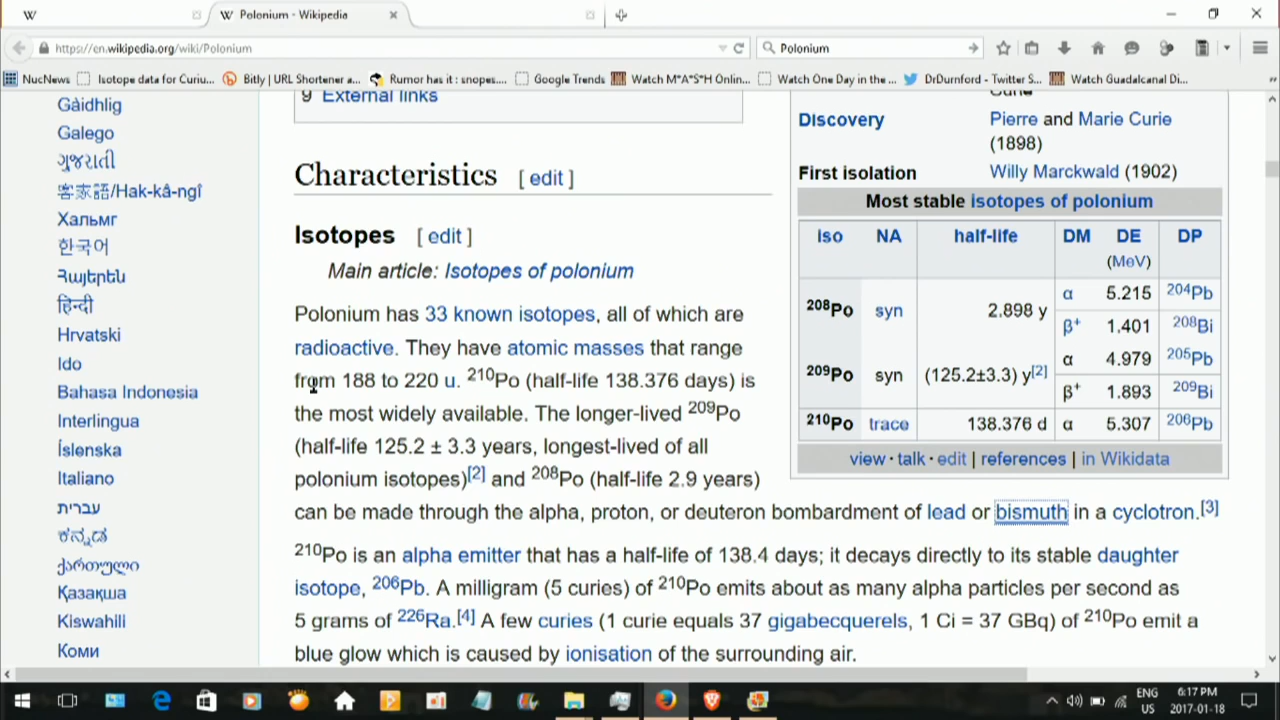 Polonium - Wikipedia
https://en.wikipedia.org/wiki/Polonium
Polonium
NucNews Isotope data for Curiu... Bitly | URL Shortener a... Rumor has it : snopes.... Google Trends Watch M*A*S*H Onlin... Watch One Day in the ... DrDurnford - Twitter S... Watch Guadalcanal Di...
Gàidhlig
Galego
ગુજરાતી
客家語/Hak-kâ-ngî
Хальмг
한국어
Հայերեն
हिन्दी
Hrvatski
Ido
Bahasa Indonesia
Interlingua
Íslenska
Italiano
עברית
ಕನ್ನಡ
ქართული
Қазақша
Kiswahili
Коми
9 External links
Characteristics [ edit ]
Isotopes [ edit ]
Main article: Isotopes of polonium
Polonium has 33 known isotopes, all of which are
radioactive. They have atomic masses that range
from 188 to 220 u. ²¹⁰Po (half-life 138.376 days) is
the most widely available. The longer-lived ²⁰⁹Po
(half-life 125.2 ± 3.3 years, longest-lived of all
polonium isotopes)[2] and ²⁰⁸Po (half-life 2.9 years)
can be made through the alpha, proton, or deuteron bombardment of lead or bismuth in a cyclotron.[3]
²¹⁰Po is an alpha emitter that has a half-life of 138.4 days; it decays directly to its stable daughter
isotope, ²⁰⁶Pb. A milligram (5 curies) of ²¹⁰Po emits about as many alpha particles per second as
5 grams of ²²⁶Ra.[4] A few curies (1 curie equals 37 gigabecquerels, 1 Ci = 37 GBq) of ²¹⁰Po emit a
blue glow which is caused by ionisation of the surrounding air.
Curie
Discovery Pierre and Marie Curie
(1898)
First isolation Willy Marckwald (1902)
Most stable isotopes of polonium
iso NA half-life DM DE DP
(MeV)
²⁰⁸Po syn 2.898 y α 5.215 ²⁰⁴Pb
β⁺ 1.401 ²⁰⁸Bi
²⁰⁹Po syn (125.2±3.3) y[2] α 4.979 ²⁰⁵Pb
β⁺ 1.893 ²⁰⁹Bi
²¹⁰Po trace 138.376 d α 5.307 ²⁰⁶Pb
view · talk · edit | references | in Wikidata
ENG
US
6:17 PM
2017-01-18